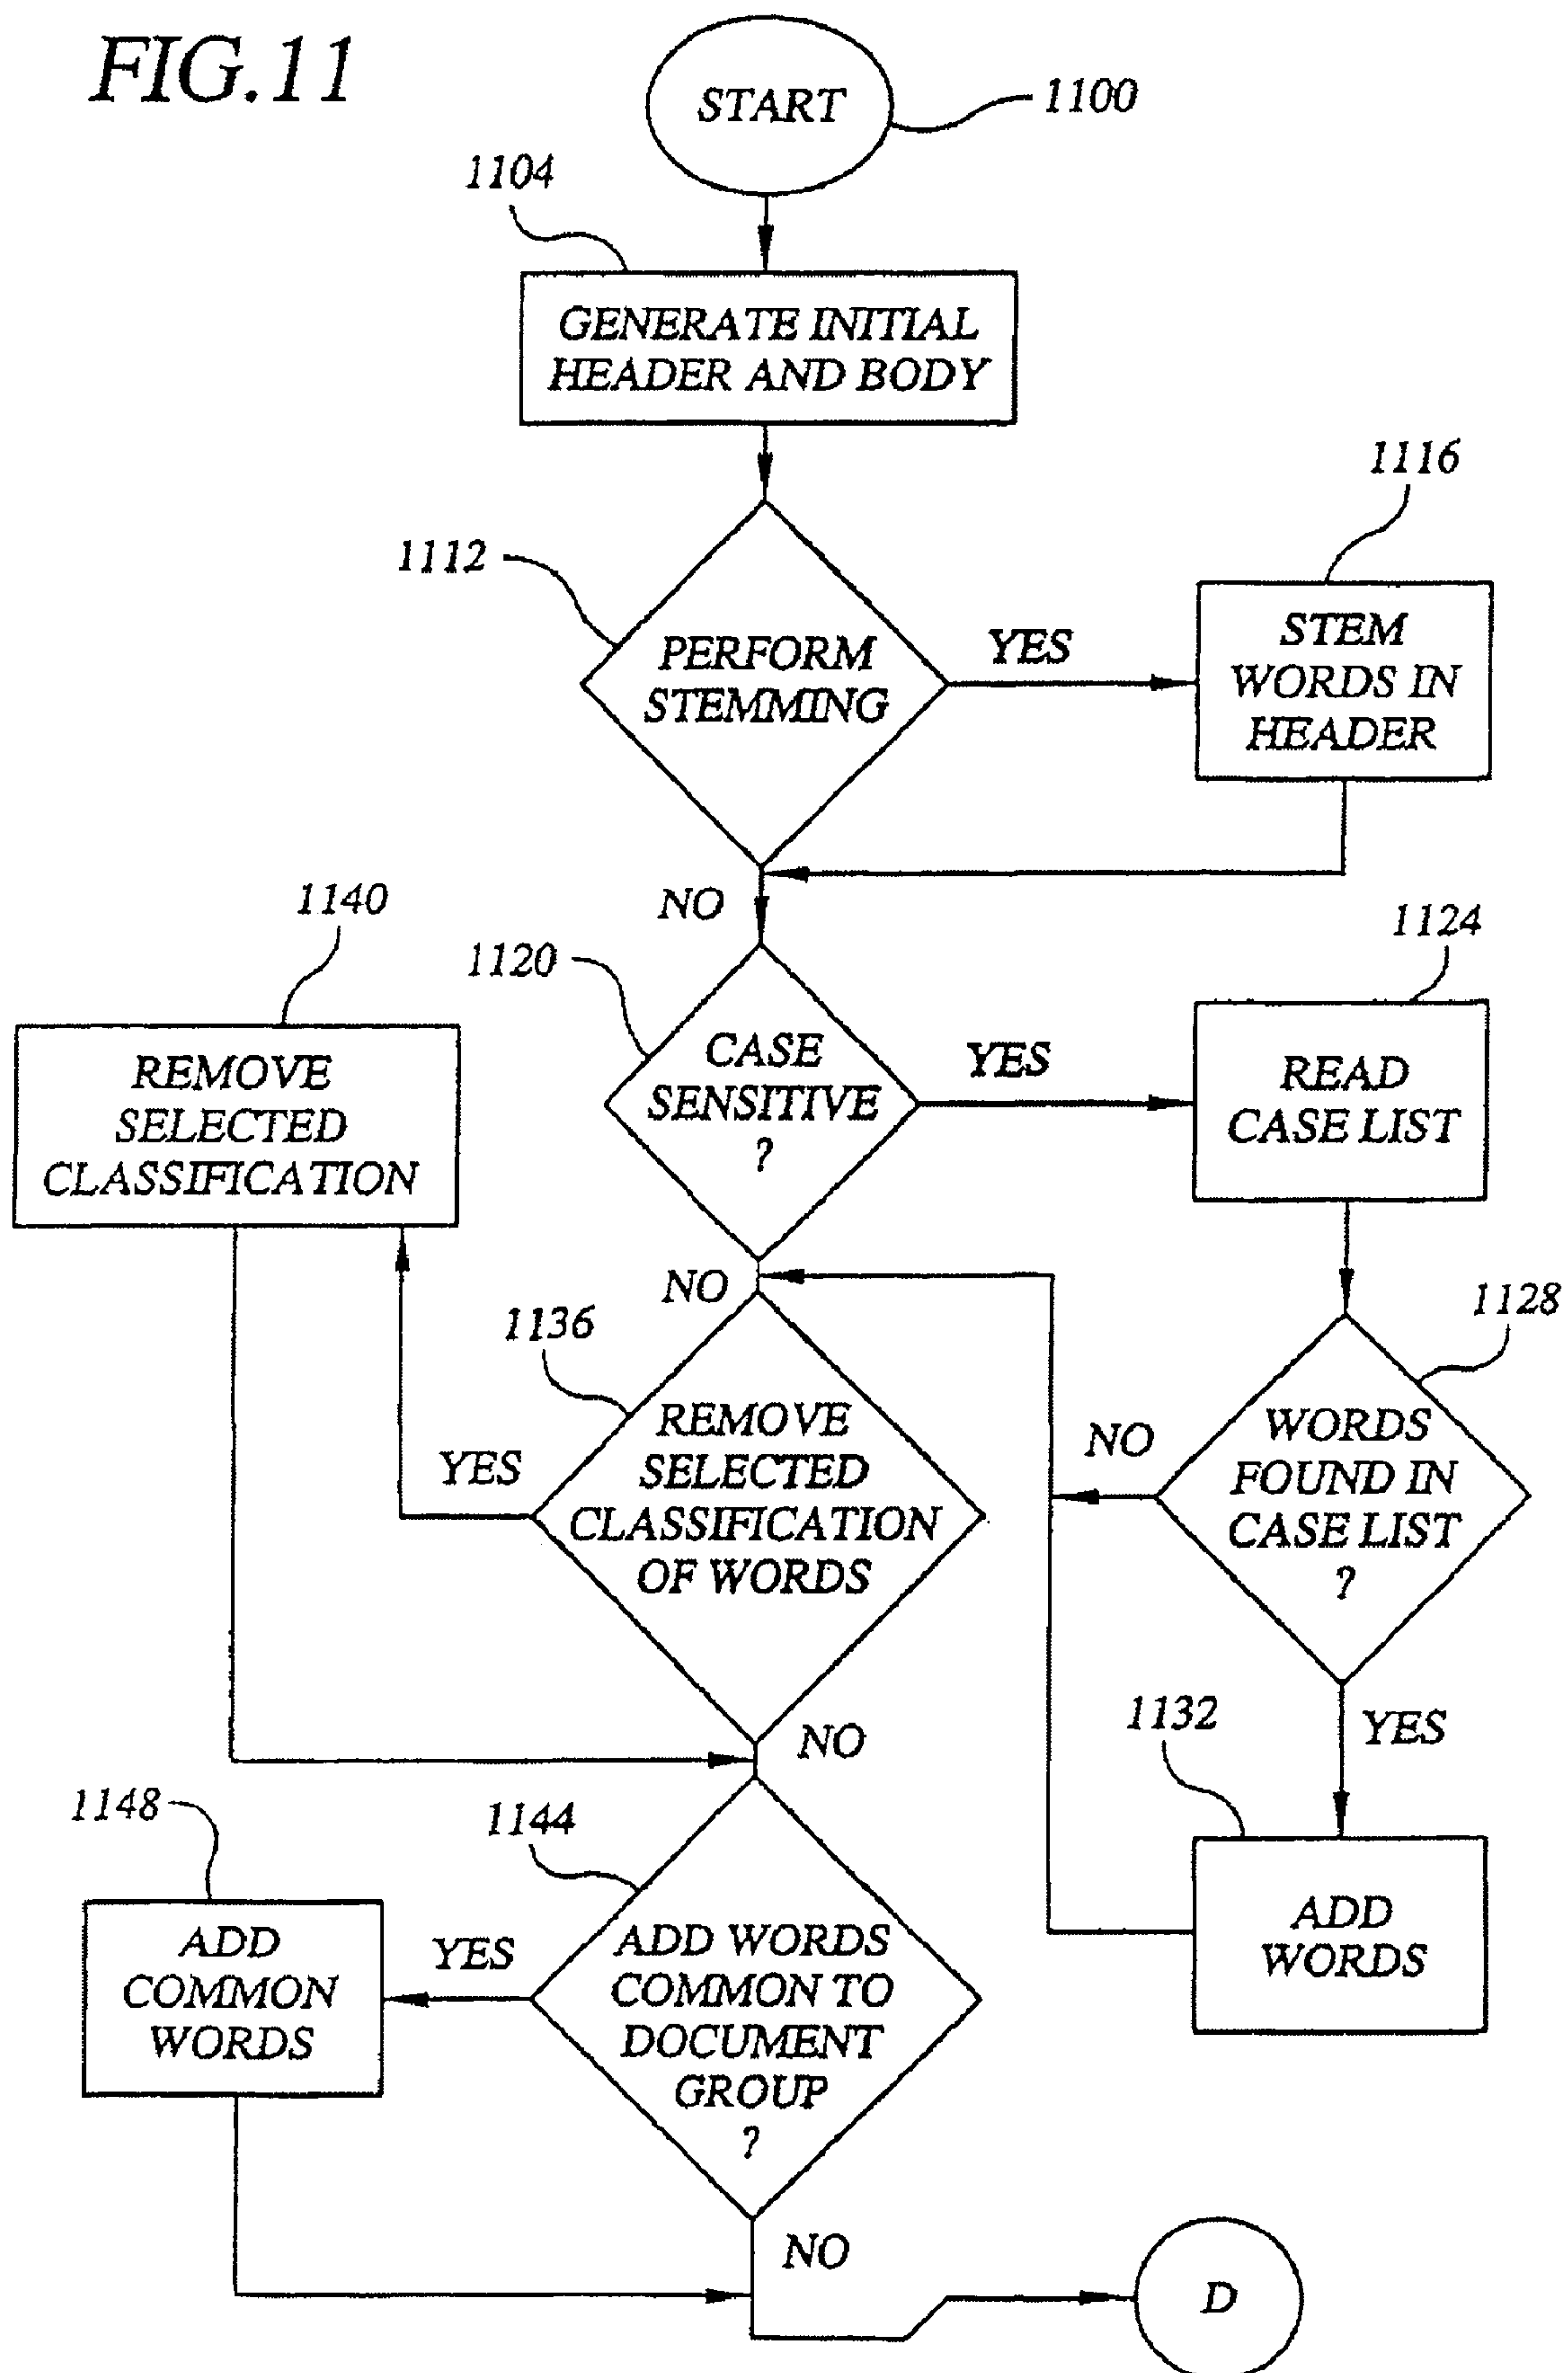 FIG.11
START
1100
1104
GENERATE INITIAL
HEADER AND BODY
1116
1112
PERFORM
STEMMING
YES
STEM
WORDS IN
HEADER
NO
1140
1120
1124
REMOVE
SELECTED
CLASSIFICATION
CASE
SENSITIVE
?
YES
READ
CASE LIST
NO
1136
1128
REMOVE
SELECTED
CLASSIFICATION
OF WORDS
YES
NO
WORDS
FOUND IN
CASE LIST
?
1132
YES
NO
1148
1144
ADD
COMMON
WORDS
YES
ADD WORDS
COMMON TO
DOCUMENT
GROUP
?
ADD
WORDS
NO
D